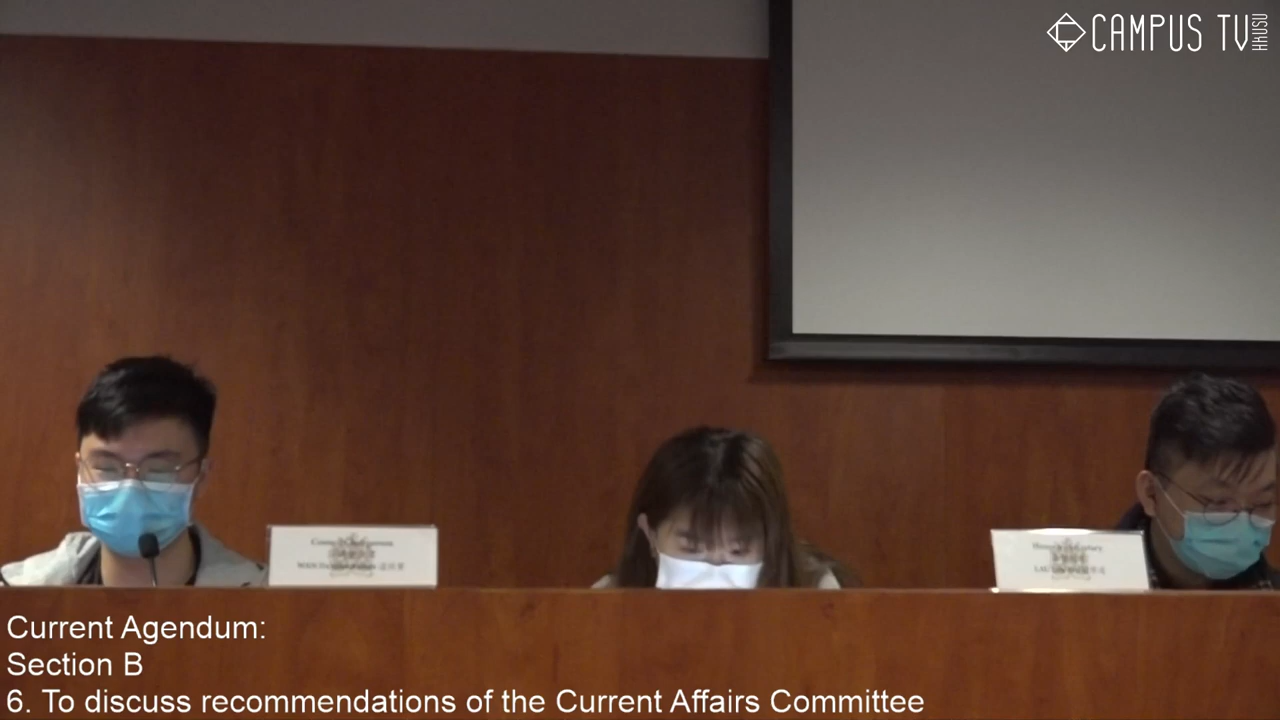 CAMPUS TV HKUSU
Current Agendum:
Section B
6. To discuss recommendations of the Current Affairs Committee